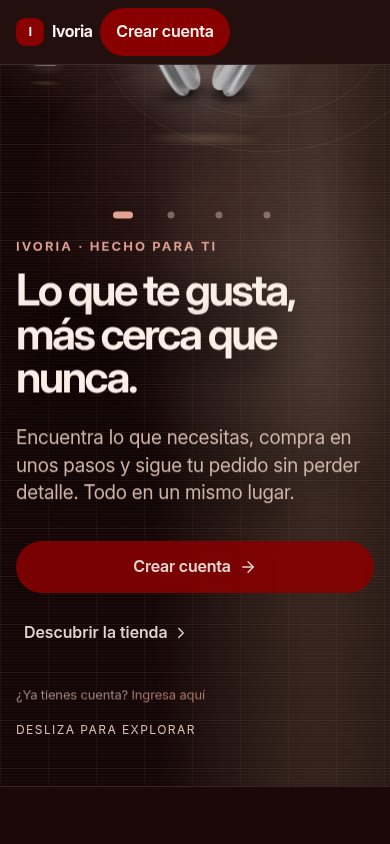 I Ivoria Crear cuenta
IVORIA · HECHO PARA TI
Lo que te gusta,
más cerca que
nunca.
Encuentra lo que necesitas, compra en
unos pasos y sigue tu pedido sin perder
detalle. Todo en un mismo lugar.
Crear cuenta
Descubrir la tienda
¿Ya tienes cuenta? Ingresa aquí
DESLIZA PARA EXPLORAR